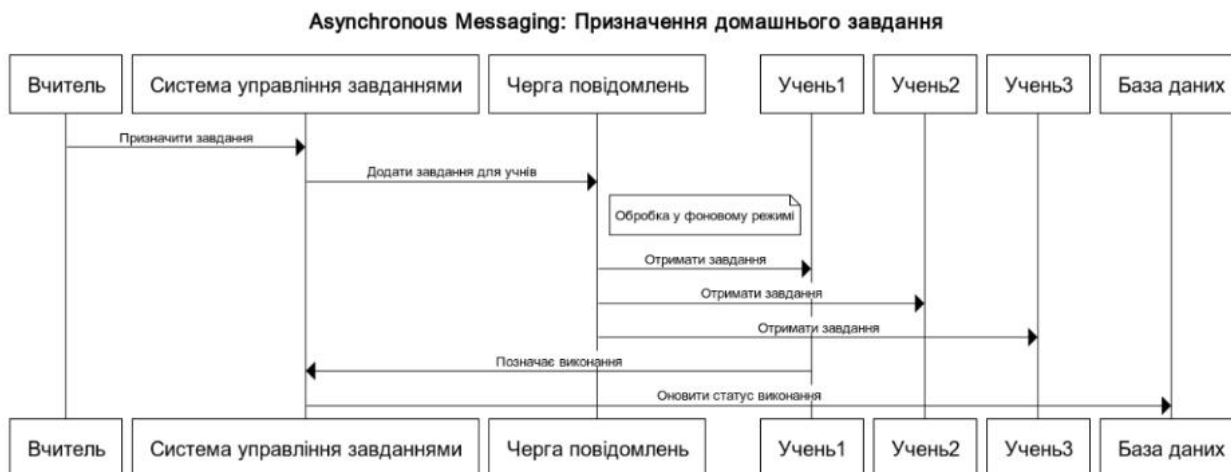 Asynchronous Messaging: Призначення домашнього завдання
Вчитель Система управління завданнями Черга повідомлень Учень1 Учень2 Учень3 База даних
Призначити завдання
Додати завдання для учнів
Обробка у фоновому режимі
Отримати завдання
Отримати завдання
Отримати завдання
Позначає виконання
Оновити статус виконання
Вчитель Система управління завданнями Черга повідомлень Учень1 Учень2 Учень3 База даних